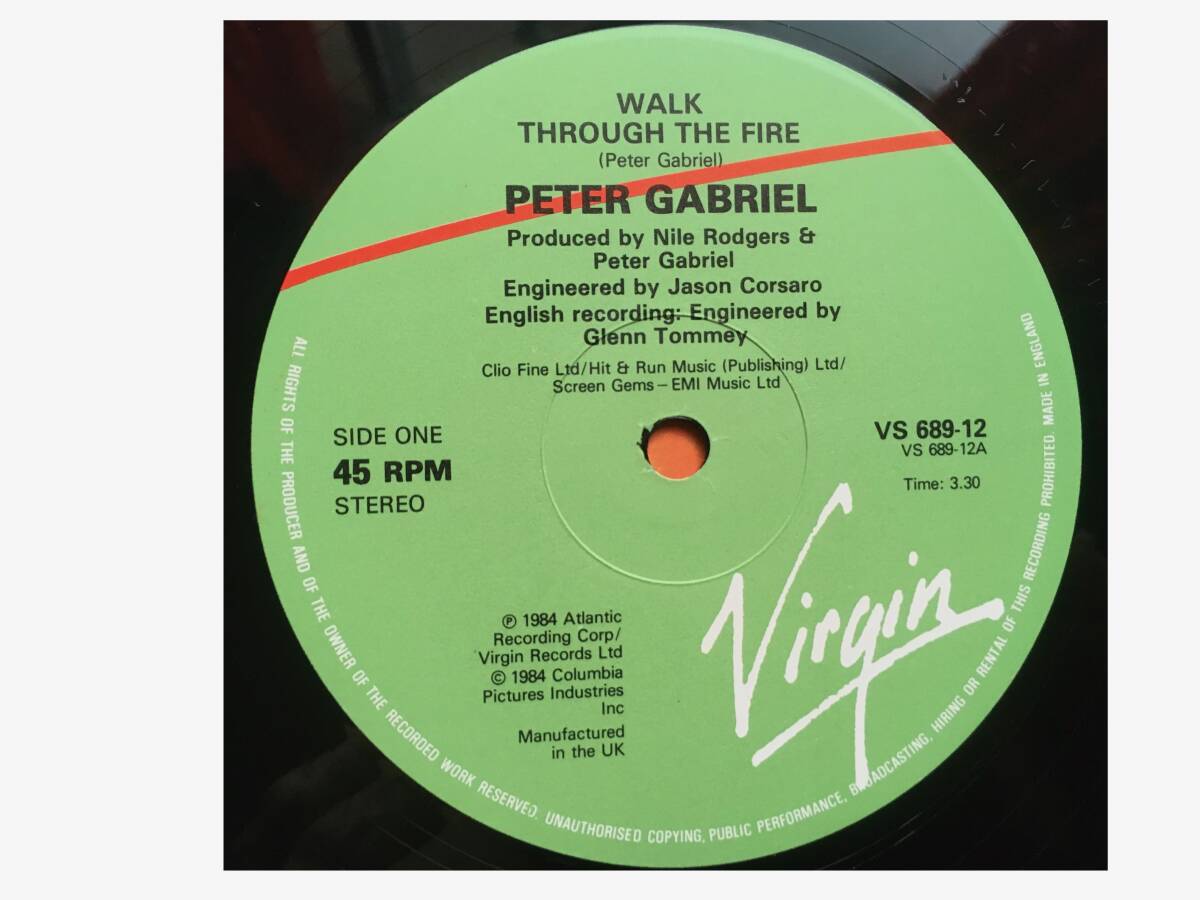 WALK
THROUGH THE FIRE
(Peter Gabriel)
PETER GABRIEL
Produced by Nile Rodgers &
Peter Gabriel
Engineered by Jason Corsaro
English recording: Engineered by
Glenn Tommey
Clio Fine Ltd/Hit & Run Music (Publishing) Ltd/
Screen Gems – EMI Music Ltd
SIDE ONE
45 RPM
STEREO
VS 689-12
VS 689-12A
Time: 3.30
℗ 1984 Atlantic
Recording Corp/
Virgin Records Ltd
© 1984 Columbia
Pictures Industries
Inc
Manufactured
in the UK
Virgin
ALL RIGHTS OF THE PRODUCER AND OF THE OWNER OF THE RECORDED WORK RESERVED. UNAUTHORISED COPYING, PUBLIC PERFORMANCE, BROADCASTING, HIRING OR RENTAL OF THIS RECORDING PROHIBITED. MADE IN ENGLAND